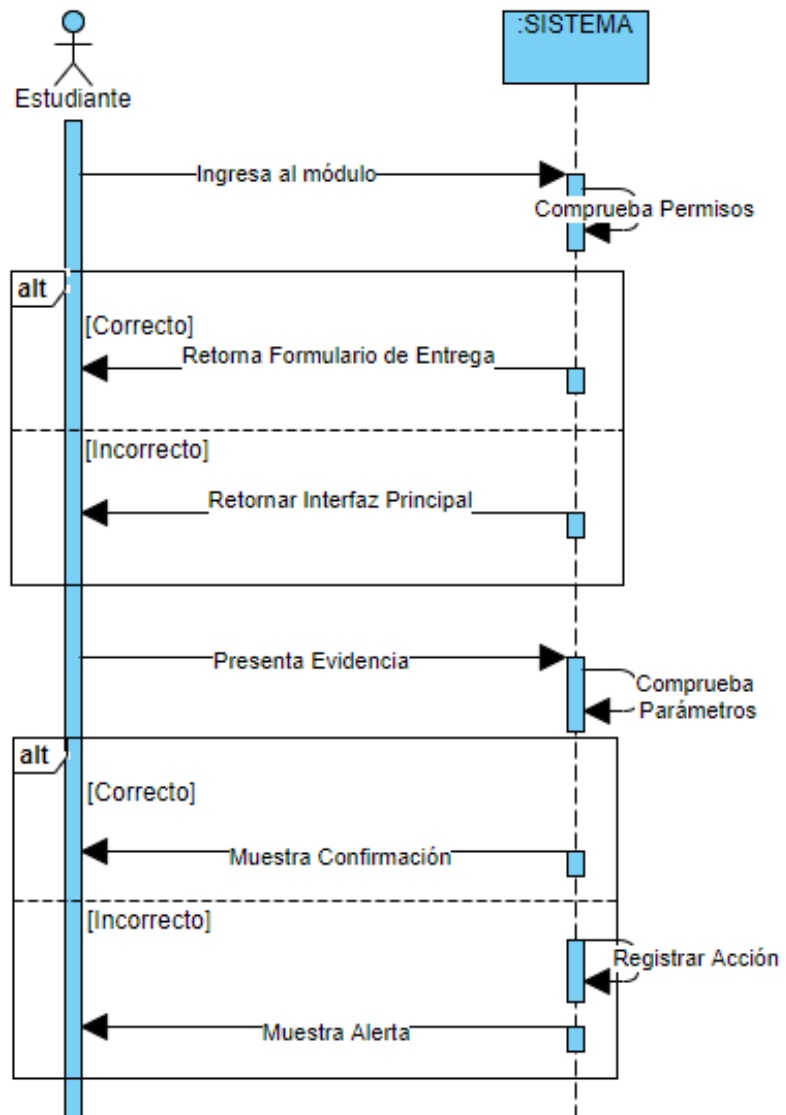 :SISTEMA
Estudiante
Ingresa al módulo
Comprueba Permisos
alt
[Correcto]
Retorna Formulario de Entrega
[Incorrecto]
Retornar Interfaz Principal
Presenta Evidencia
Comprueba
Parámetros
alt
[Correcto]
Muestra Confirmación
[Incorrecto]
Registrar Acción
Muestra Alerta